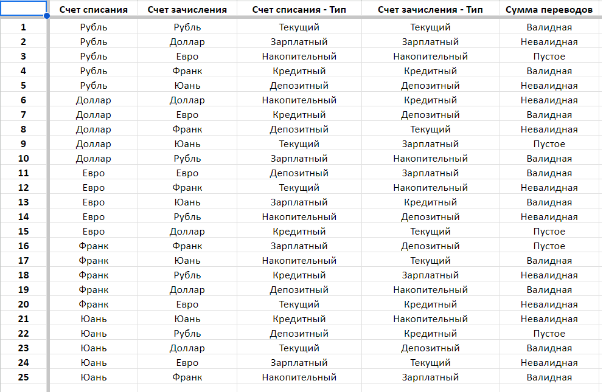 Счет списания Счет зачисления Счет списания - Тип Счет зачисления - Тип Сумма переводов
1 Рубль Рубль Текущий Текущий Валидная
2 Рубль Доллар Зарплатный Зарплатный Невалидная
3 Рубль Евро Накопительный Накопительный Пустое
4 Рубль Франк Кредитный Кредитный Валидная
5 Рубль Юань Депозитный Депозитный Невалидная
6 Доллар Доллар Накопительный Кредитный Невалидная
7 Доллар Евро Кредитный Депозитный Валидная
8 Доллар Франк Депозитный Текущий Невалидная
9 Доллар Юань Текущий Зарплатный Пустое
10 Доллар Рубль Зарплатный Накопительный Валидная
11 Евро Евро Депозитный Зарплатный Валидная
12 Евро Франк Текущий Накопительный Невалидная
13 Евро Юань Зарплатный Кредитный Валидная
14 Евро Рубль Накопительный Депозитный Невалидная
15 Евро Доллар Кредитный Текущий Пустое
16 Франк Франк Зарплатный Депозитный Пустое
17 Франк Юань Накопительный Текущий Валидная
18 Франк Рубль Кредитный Зарплатный Невалидная
19 Франк Доллар Депозитный Накопительный Валидная
20 Франк Евро Текущий Кредитный Невалидная
21 Юань Юань Кредитный Накопительный Невалидная
22 Юань Рубль Депозитный Кредитный Пустое
23 Юань Доллар Текущий Депозитный Валидная
24 Юань Евро Зарплатный Текущий Невалидная
25 Юань Франк Накопительный Зарплатный Валидная